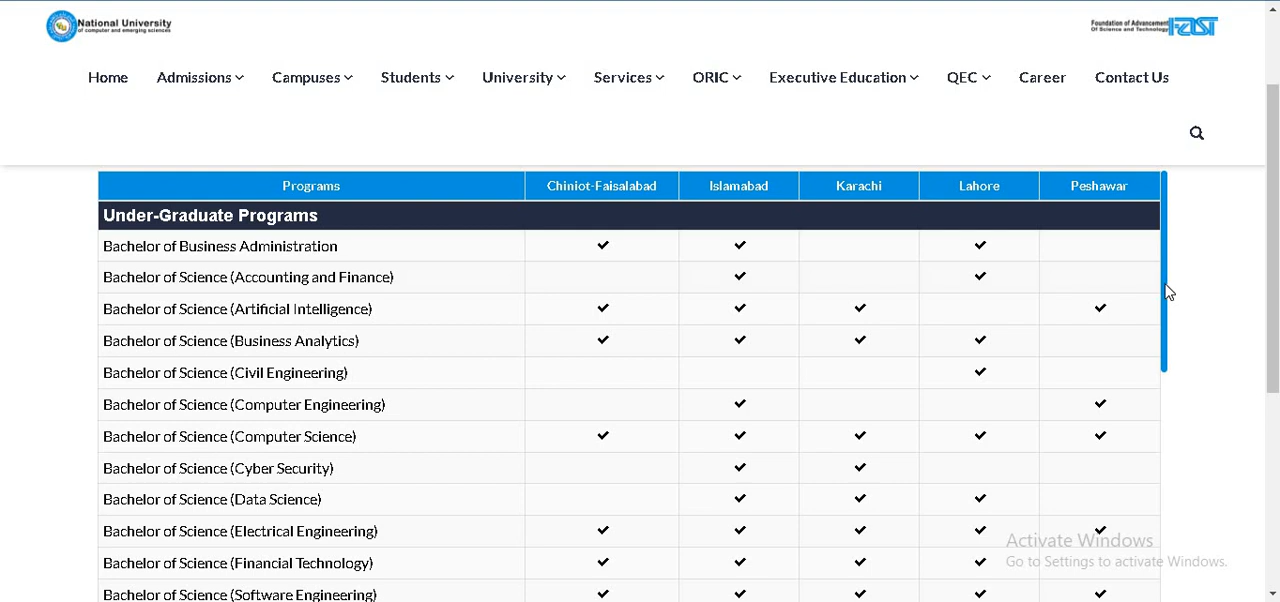 National University
of computer and emerging sciences
Foundation of Advancement
Of Science and Technology
FAST
Home Admissions Campuses Students University Services ORIC Executive Education QEC Career Contact Us
Programs Chiniot-Faisalabad Islamabad Karachi Lahore Peshawar
Under-Graduate Programs
Bachelor of Business Administration ✔ ✔ ✔
Bachelor of Science (Accounting and Finance) ✔ ✔
Bachelor of Science (Artificial Intelligence) ✔ ✔ ✔ ✔
Bachelor of Science (Business Analytics) ✔ ✔ ✔ ✔
Bachelor of Science (Civil Engineering) ✔
Bachelor of Science (Computer Engineering) ✔ ✔
Bachelor of Science (Computer Science) ✔ ✔ ✔ ✔ ✔
Bachelor of Science (Cyber Security) ✔ ✔
Bachelor of Science (Data Science) ✔ ✔ ✔
Bachelor of Science (Electrical Engineering) ✔ ✔ ✔ ✔ ✔
Activate Windows
Go to Settings to activate Windows.
Bachelor of Science (Financial Technology) ✔ ✔ ✔ ✔
Bachelor of Science (Software Engineering) ✔ ✔ ✔ ✔ ✔